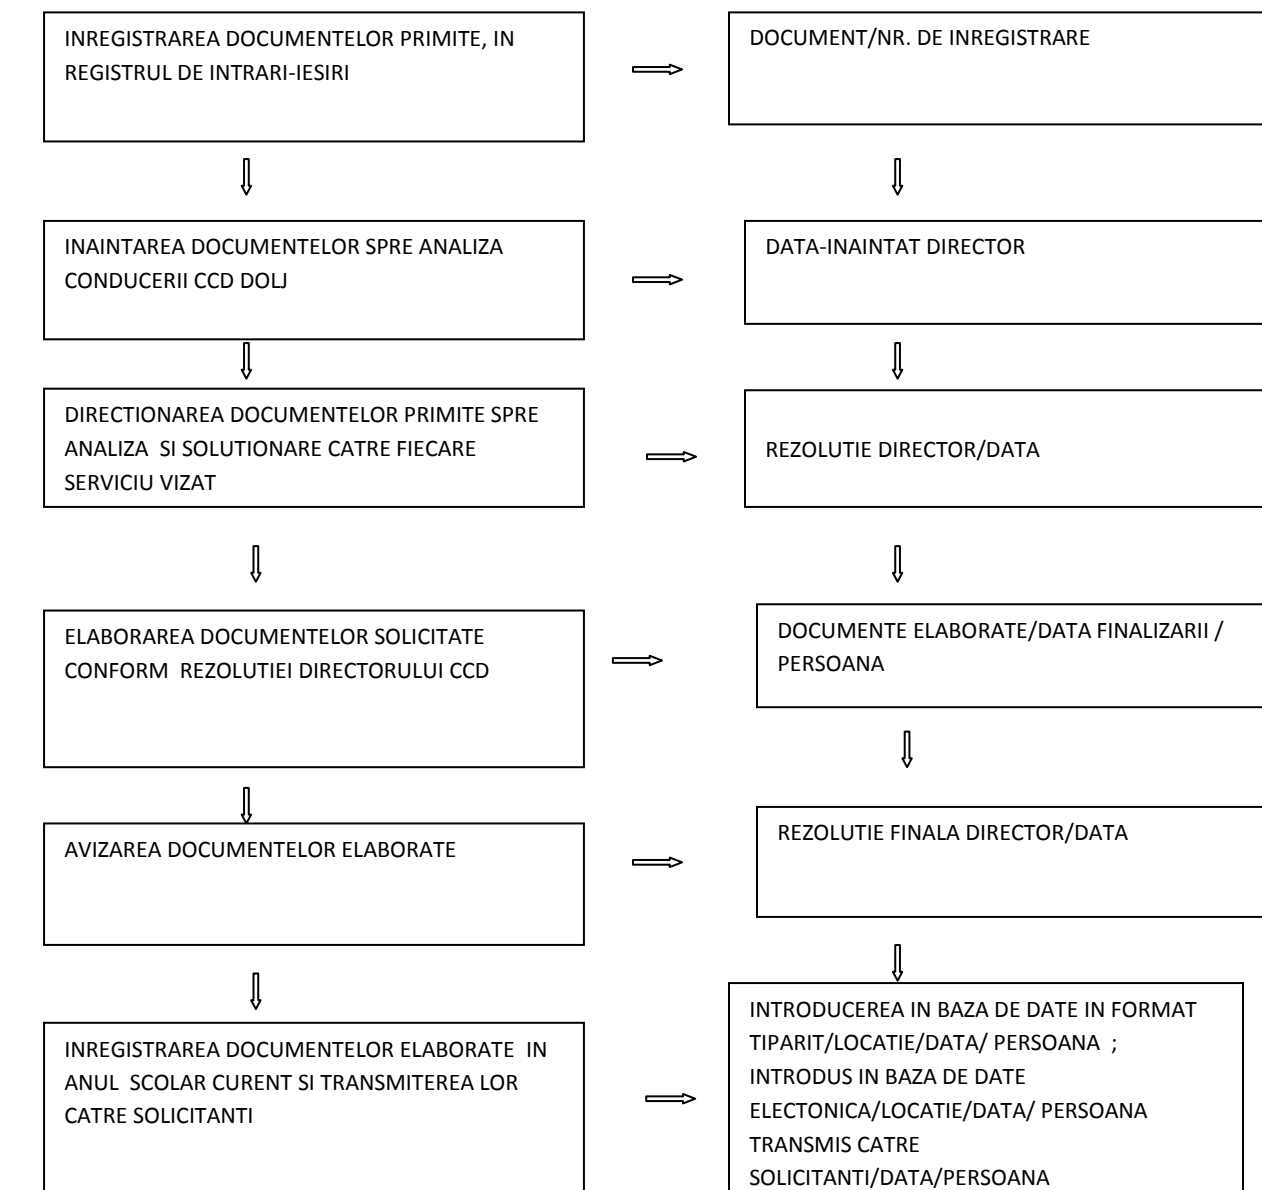 INREGISTRAREA DOCUMENTELOR PRIMITE, IN
REGISTRUL DE INTRARI-IESIRI
DOCUMENT/NR. DE INREGISTRARE
INAINTAREA DOCUMENTELOR SPRE ANALIZA
CONDUCERII CCD DOLJ
DATA-INAINTAT DIRECTOR
DIRECTIONAREA DOCUMENTELOR PRIMITE SPRE
ANALIZA  SI SOLUTIONARE CATRE FIECARE
SERVICIU VIZAT
REZOLUTIE DIRECTOR/DATA
ELABORAREA DOCUMENTELOR SOLICITATE
CONFORM  REZOLUTIEI DIRECTORULUI CCD
DOCUMENTE ELABORATE/DATA FINALIZARII /
PERSOANA
AVIZAREA DOCUMENTELOR ELABORATE
REZOLUTIE FINALA DIRECTOR/DATA
INREGISTRAREA DOCUMENTELOR ELABORATE  IN
ANUL  SCOLAR CURENT SI TRANSMITEREA LOR
CATRE SOLICITANTI
INTRODUCEREA IN BAZA DE DATE IN FORMAT
TIPARIT/LOCATIE/DATA/ PERSOANA  ;
INTRODUS IN BAZA DE DATE
ELECTONICA/LOCATIE/DATA/ PERSOANA
TRANSMIS CATRE
SOLICITANTI/DATA/PERSOANA